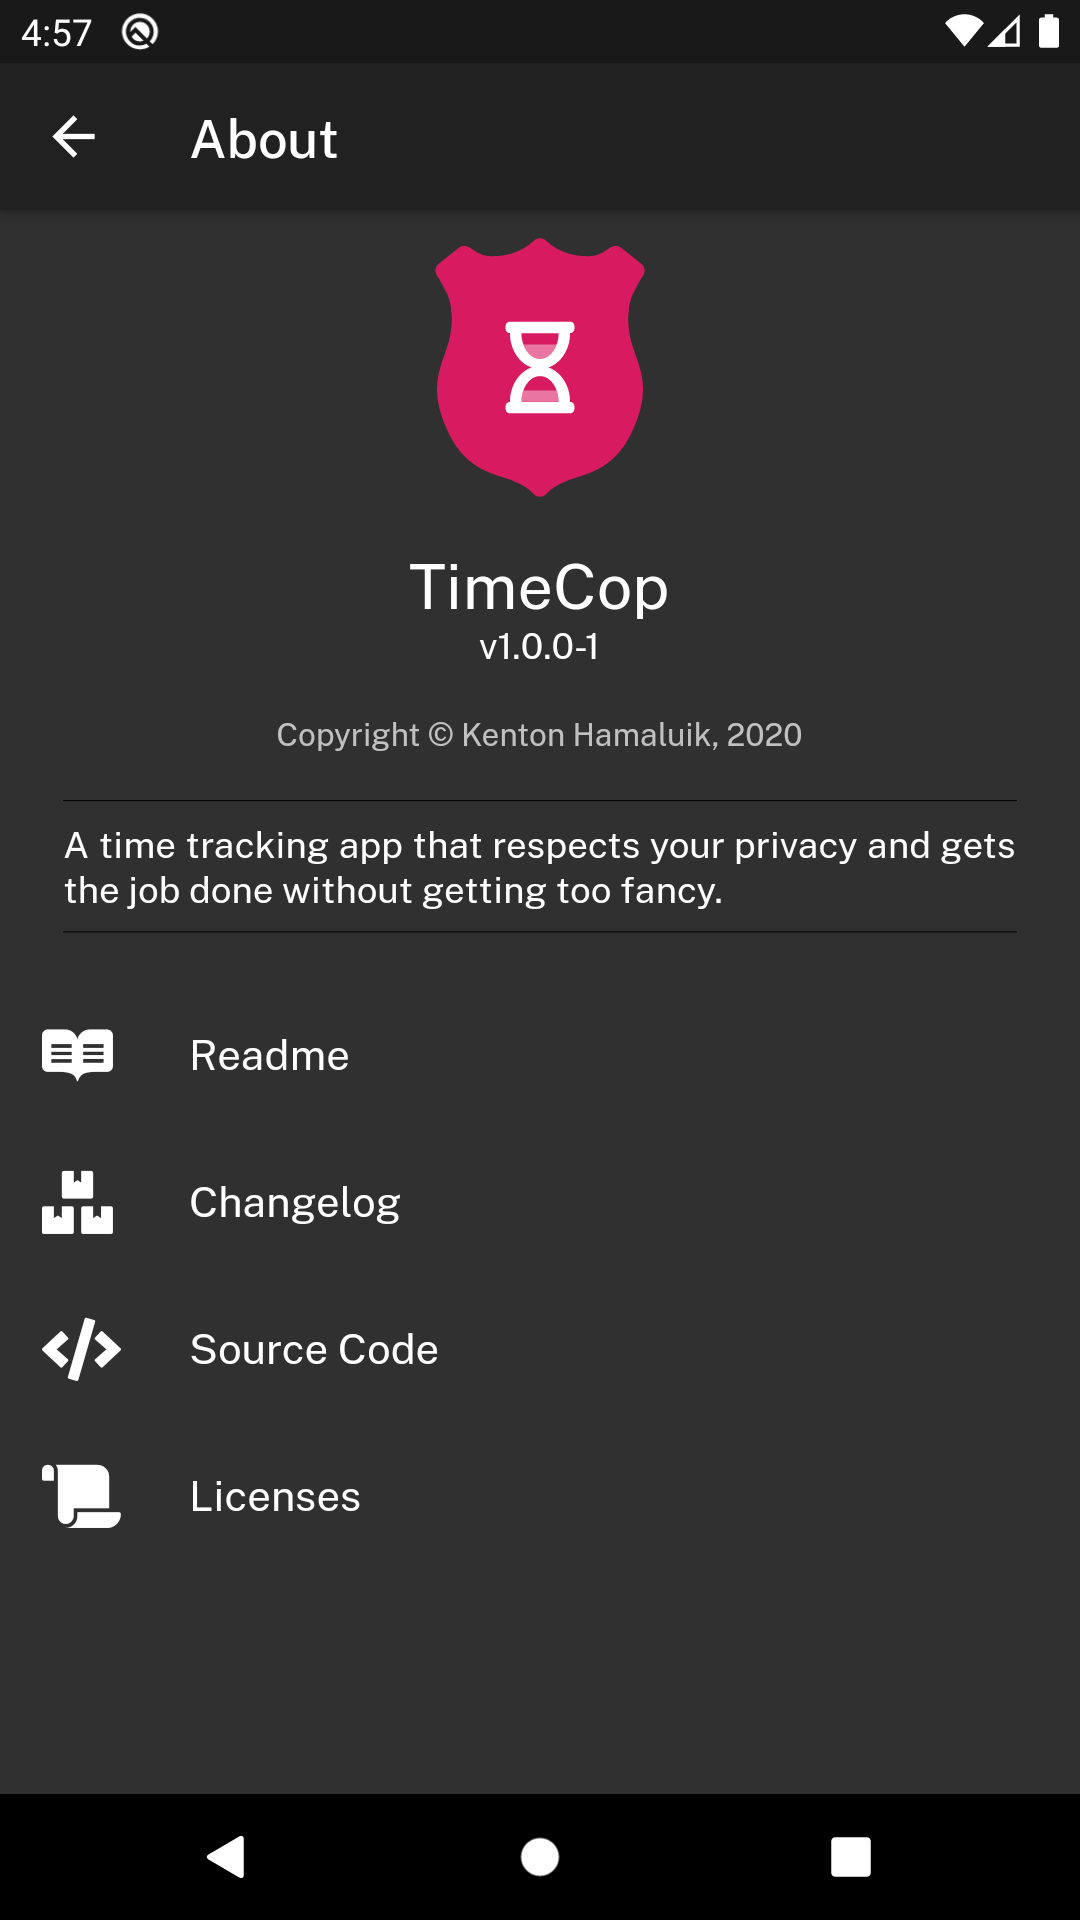 4:57
About
TimeCop
v1.0.0-1
Copyright © Kenton Hamaluik, 2020
A time tracking app that respects your privacy and gets
the job done without getting too fancy.
Readme
Changelog
Source Code
Licenses